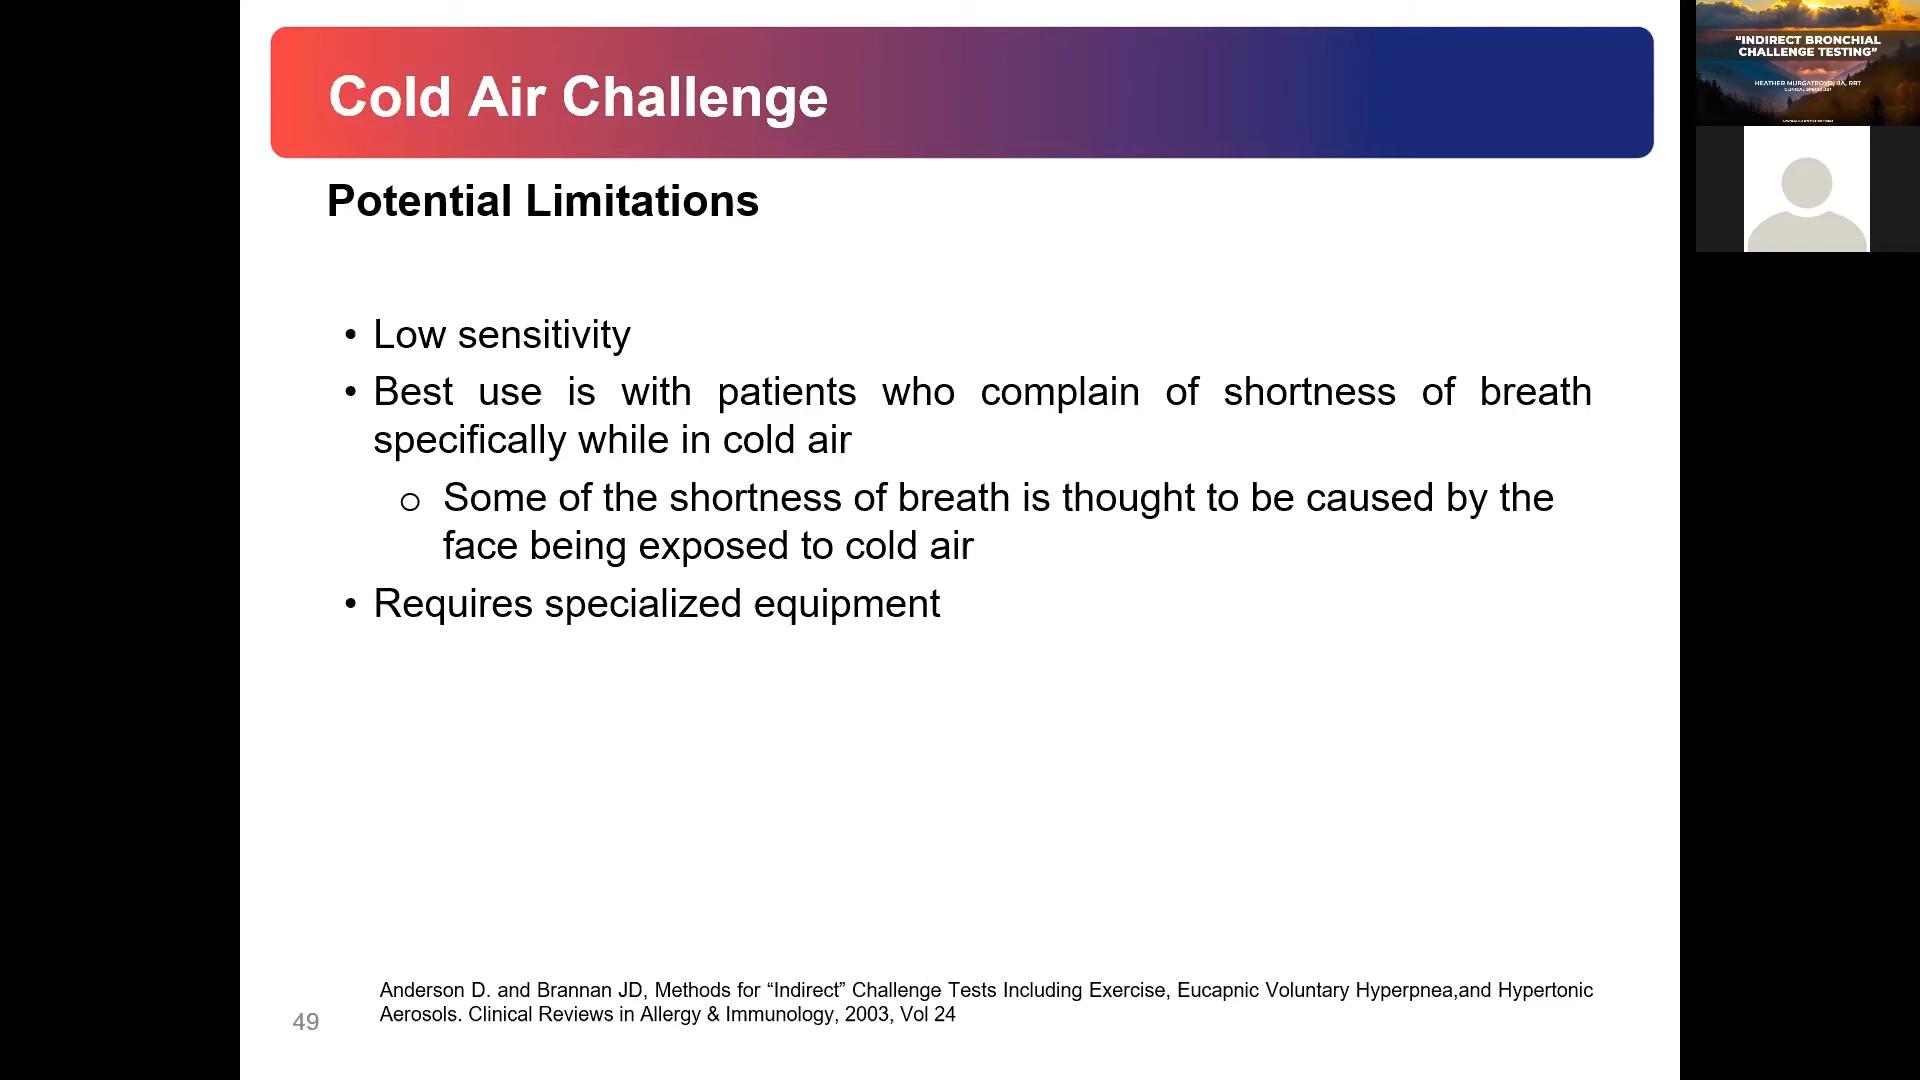 Cold Air Challenge
Potential Limitations
• Low sensitivity
• Best use is with patients who complain of shortness of breath
specifically while in cold air
o Some of the shortness of breath is thought to be caused by the
face being exposed to cold air
• Requires specialized equipment
Anderson D. and Brannan JD, Methods for “Indirect” Challenge Tests Including Exercise, Eucapnic Voluntary Hyperpnea,and Hypertonic
Aerosols. Clinical Reviews in Allergy & Immunology, 2003, Vol 24
49
“INDIRECT BRONCHIAL
CHALLENGE TESTING”
HEATHER MURGATROYD, BA, RRT
CLINICAL SPECIALIST